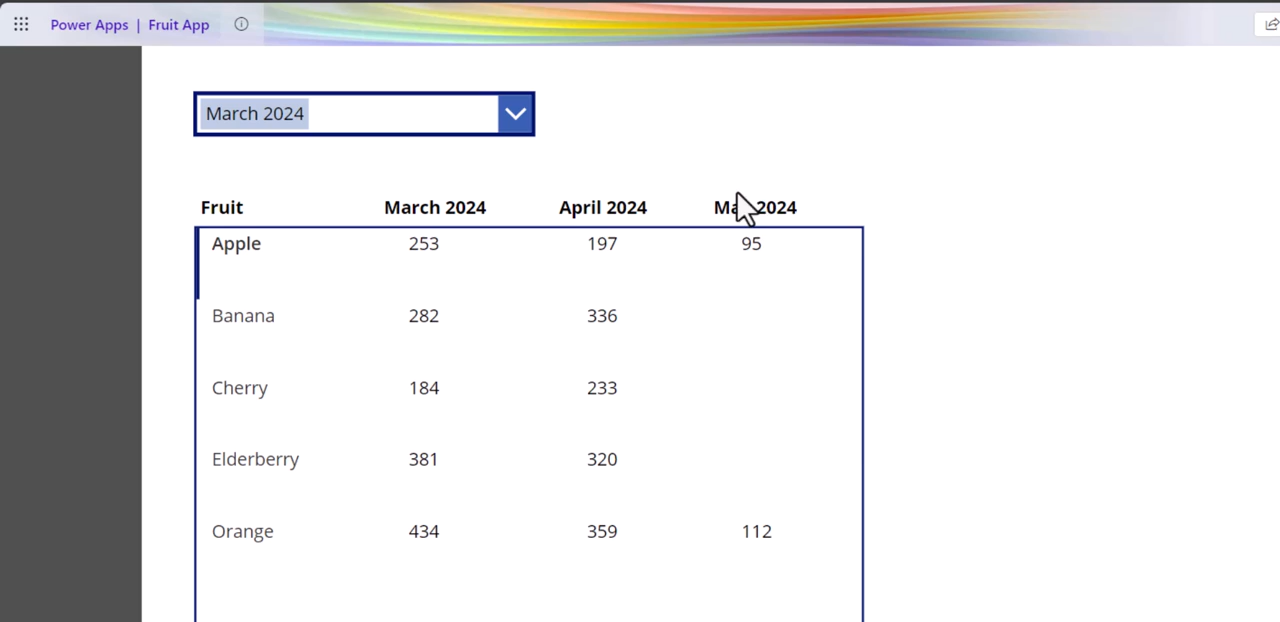 Power Apps | Fruit App
March 2024
Fruit March 2024 April 2024 May 2024
Apple 253 197 95
Banana 282 336
Cherry 184 233
Elderberry 381 320
Orange 434 359 112